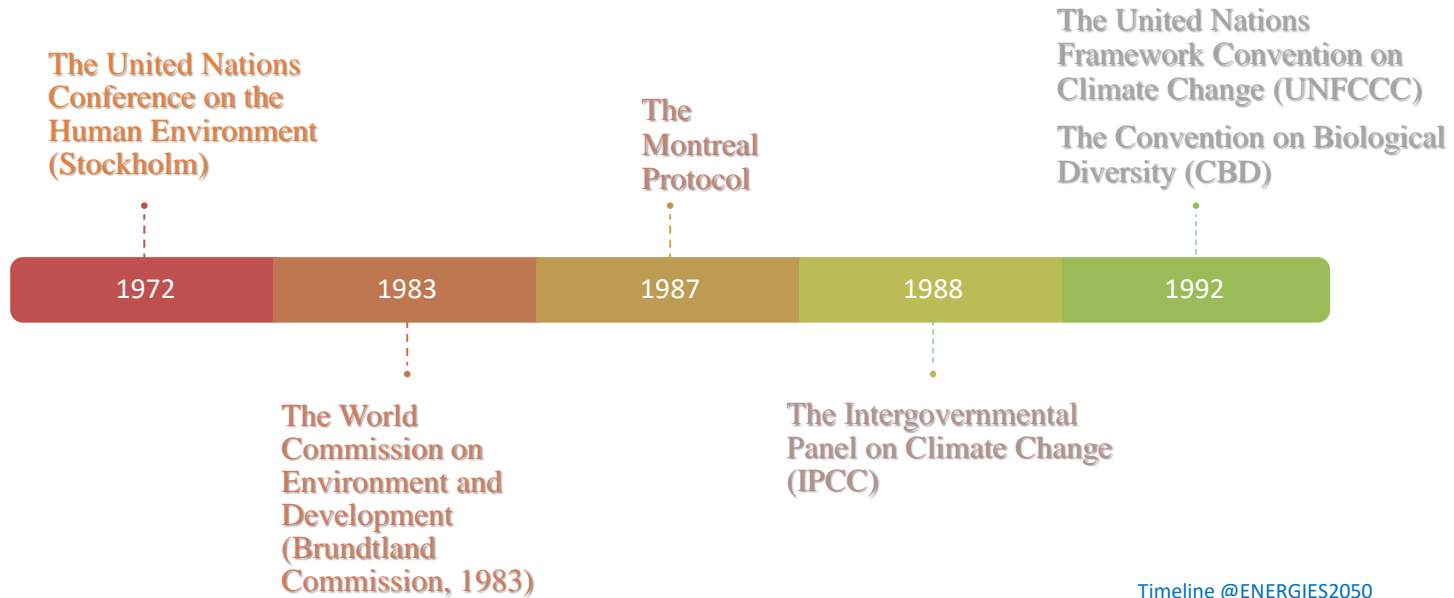 The United Nations
Conference on the
Human Environment
(Stockholm)
The
Montreal
Protocol
The United Nations
Framework Convention on
Climate Change (UNFCCC)
The Convention on Biological
Diversity (CBD)
1972
1983
1987
1988
1992
The World
Commission on
Environment and
Development
(Brundtland
Commission, 1983)
The Intergovernmental
Panel on Climate Change
(IPCC)
Timeline @ENERGIES2050